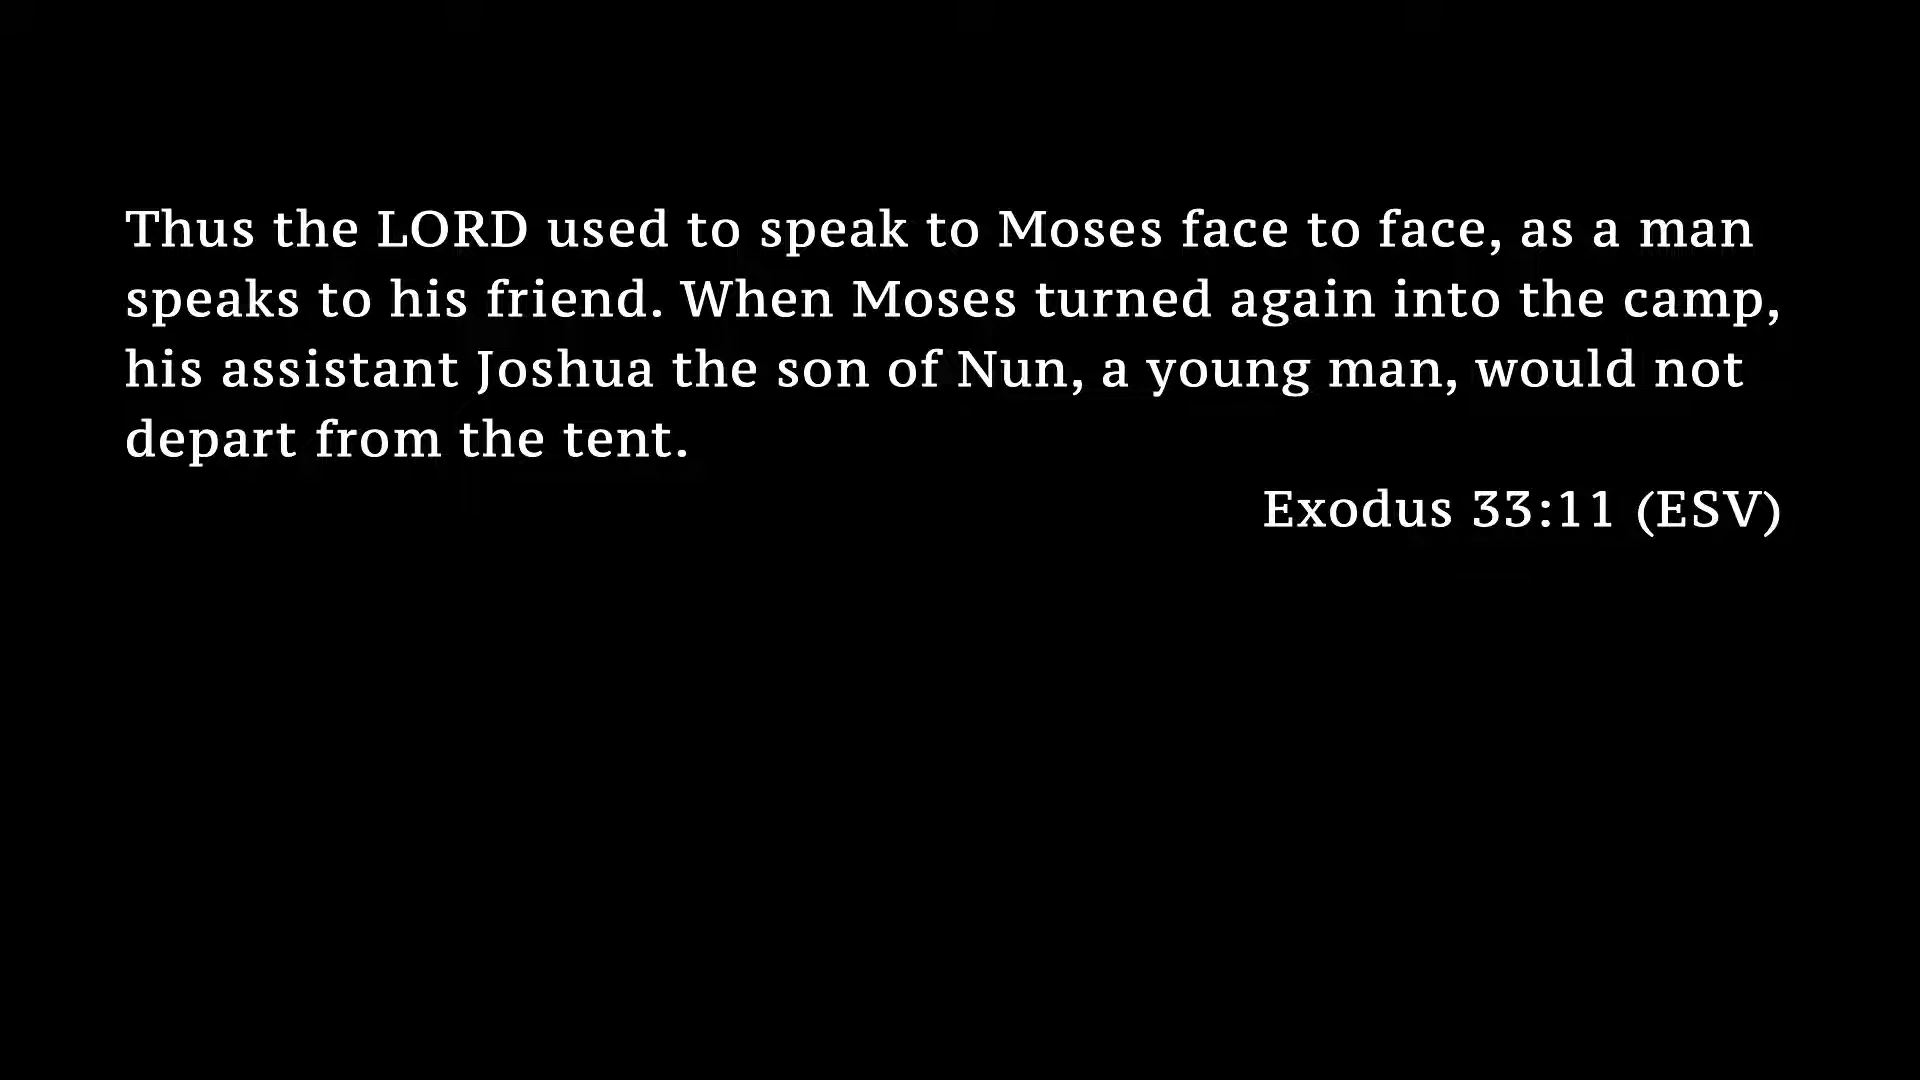 Thus the LORD used to speak to Moses face to face, as a man
speaks to his friend. When Moses turned again into the camp,
his assistant Joshua the son of Nun, a young man, would not
depart from the tent.
Exodus 33:11 (ESV)